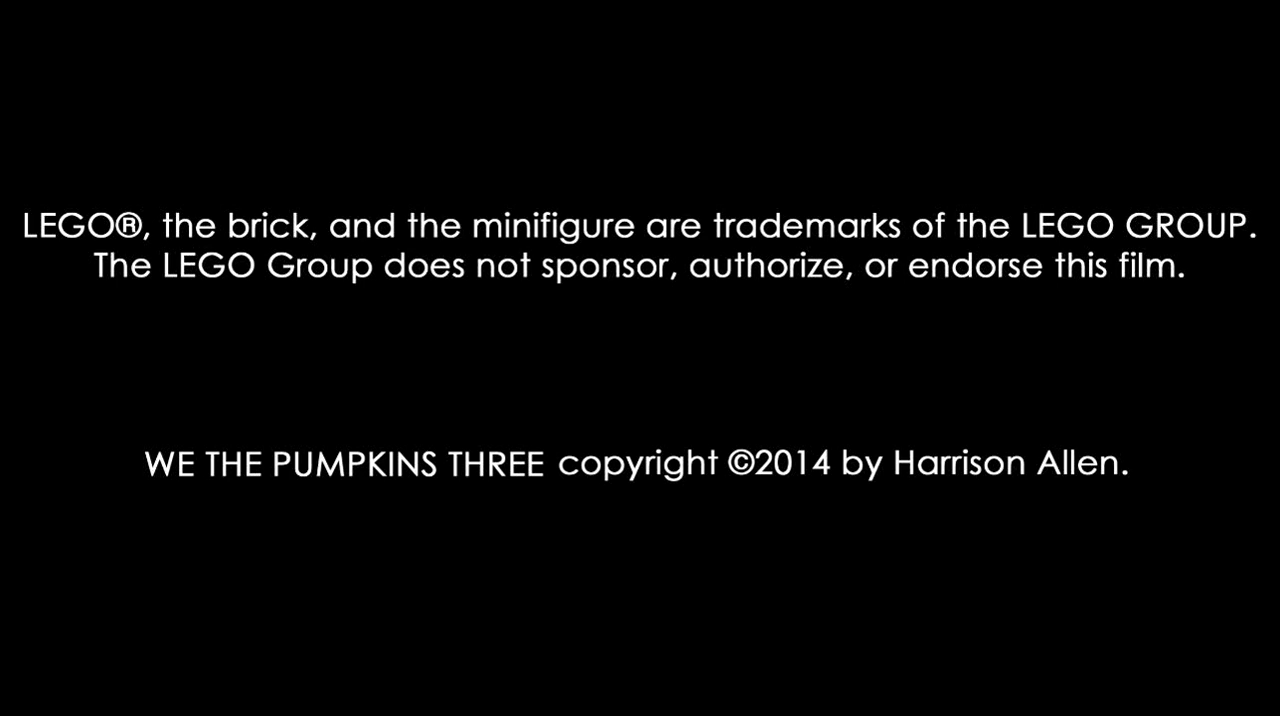 LEGO®, the brick, and the minifigure are trademarks of the LEGO GROUP.
The LEGO Group does not sponsor, authorize, or endorse this film.
WE THE PUMPKINS THREE copyright ©2014 by Harrison Allen.